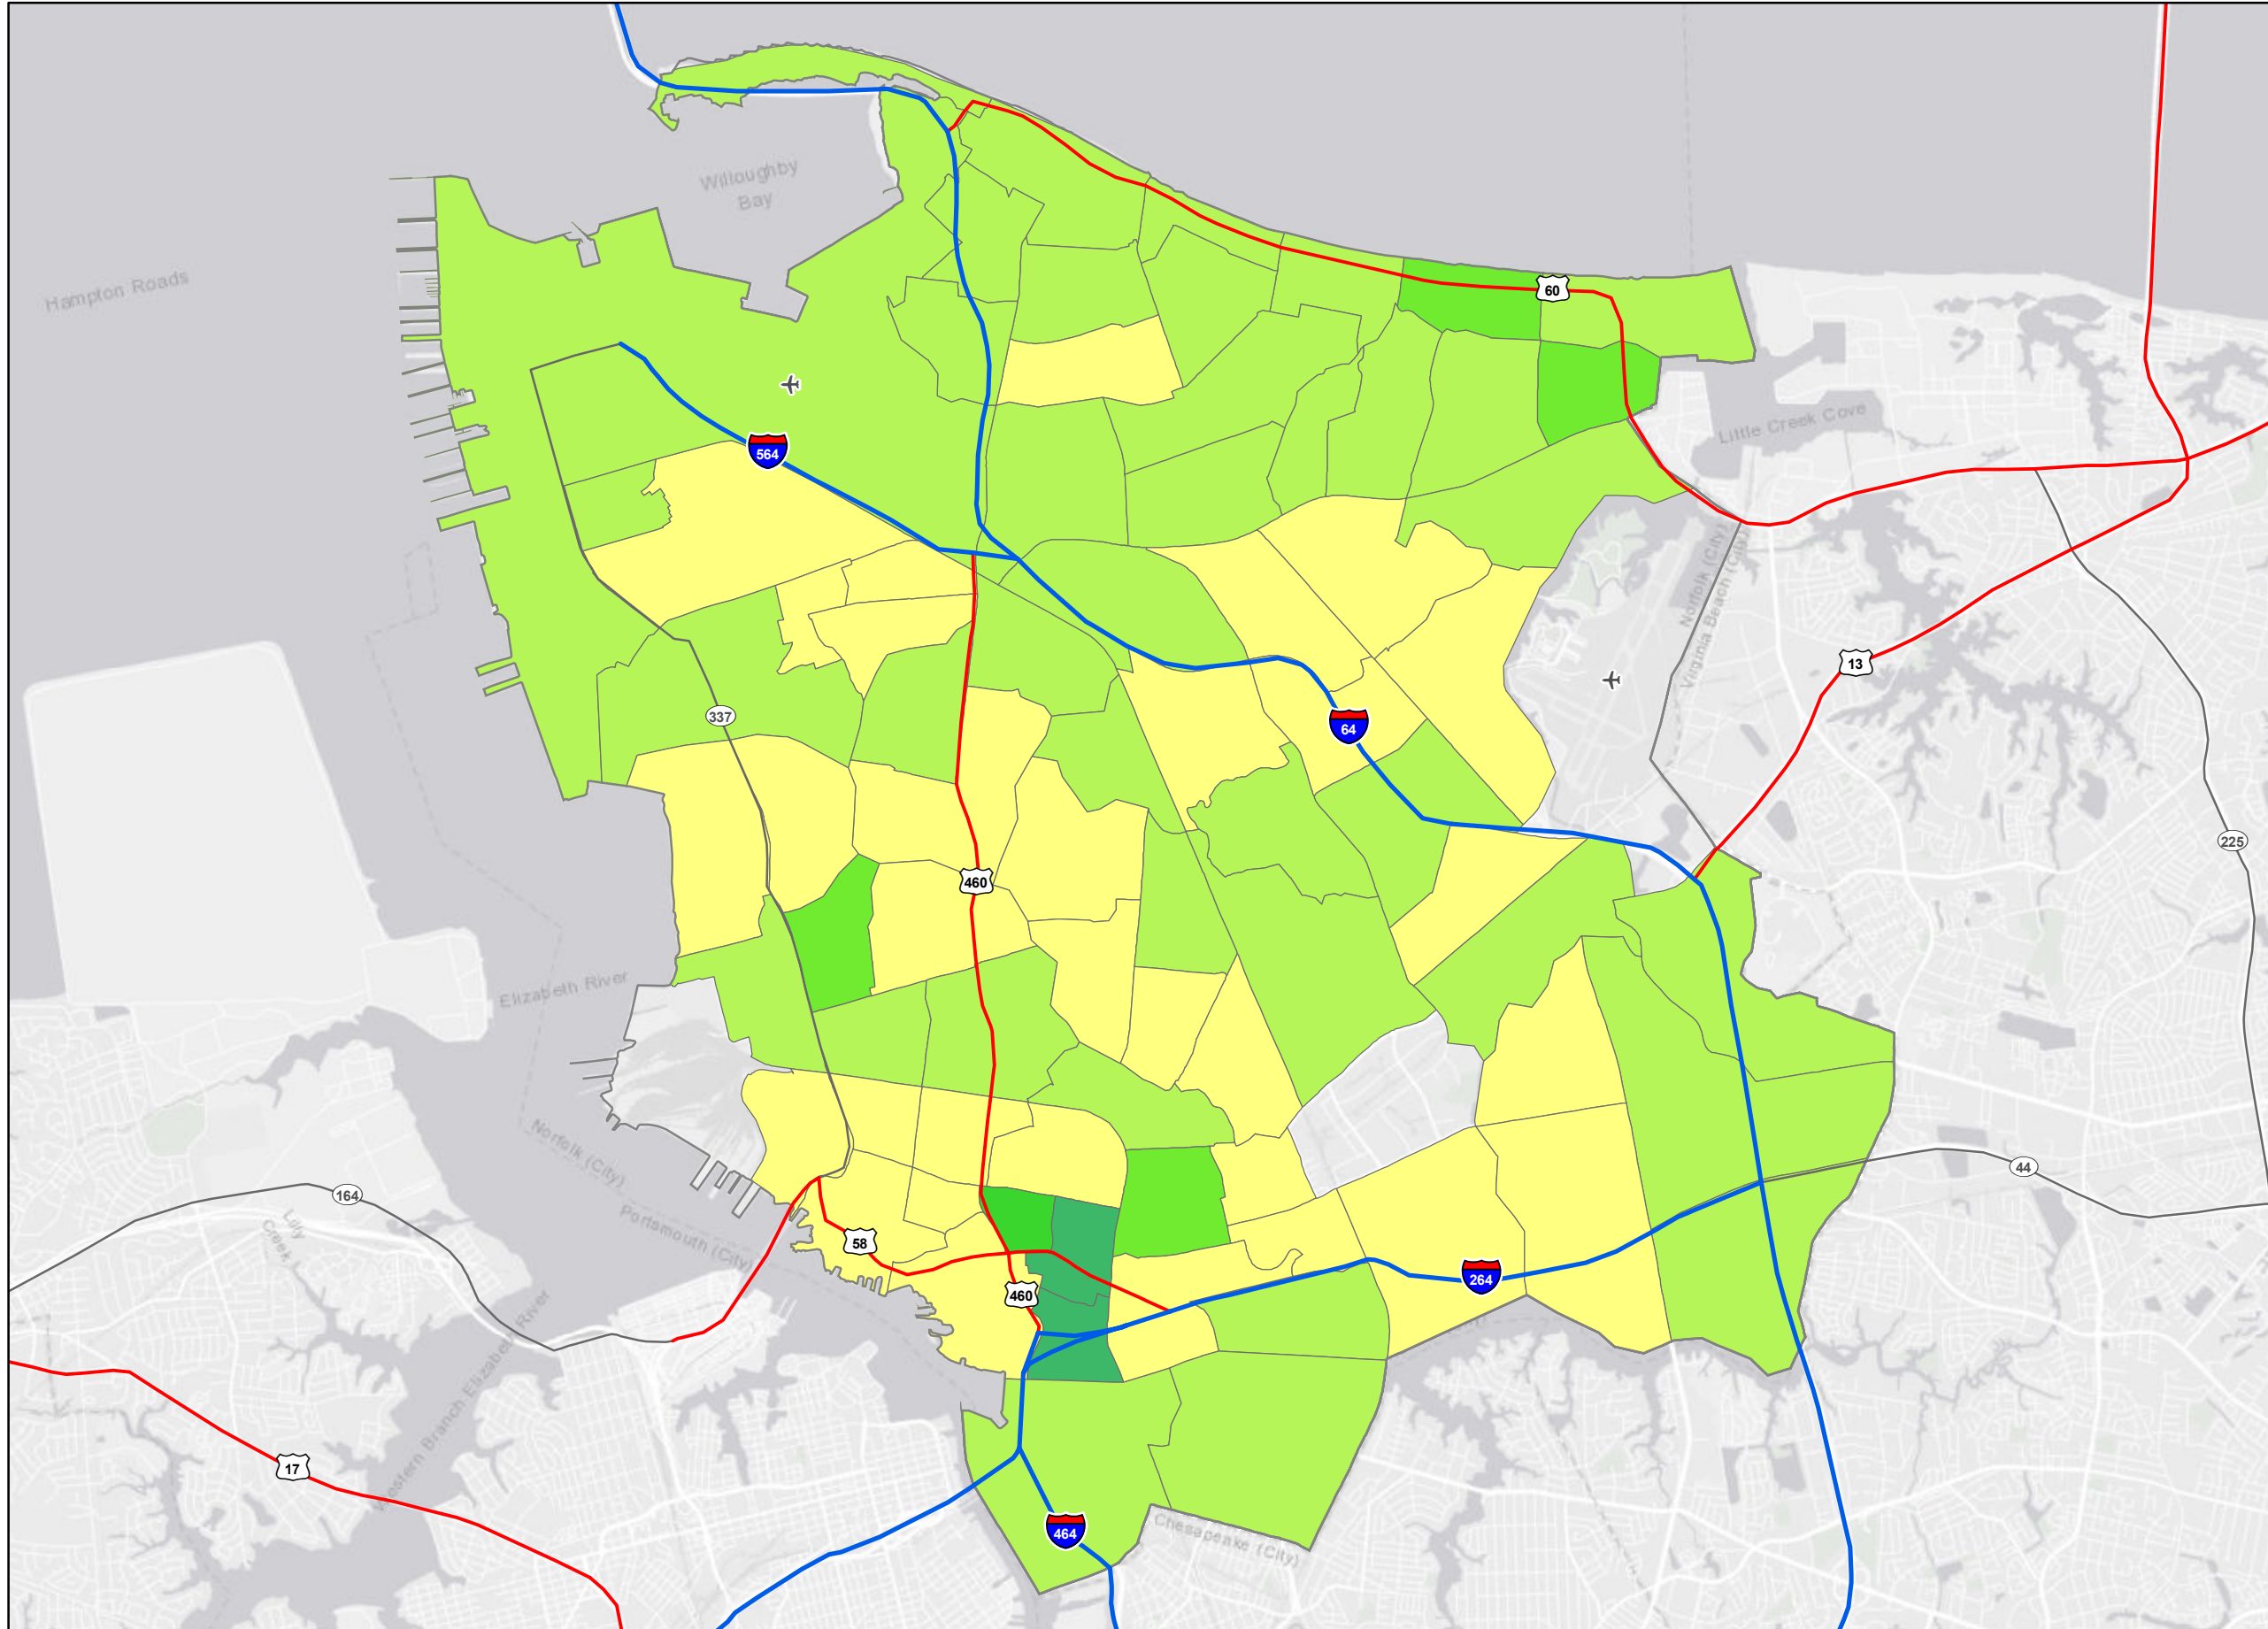 Willoughby
Bay
Hampton Roads
60
Little Creek Cove
564
Norfolk (City)
Virginia Beach (City)
13
337
64
225
460
Elizabeth River
Norfolk (City)
164
44
Lilly
Creek
Portsmouth (City)
58
264
460
Western Branch Elizabeth River
17
464
Chesapeake (City)